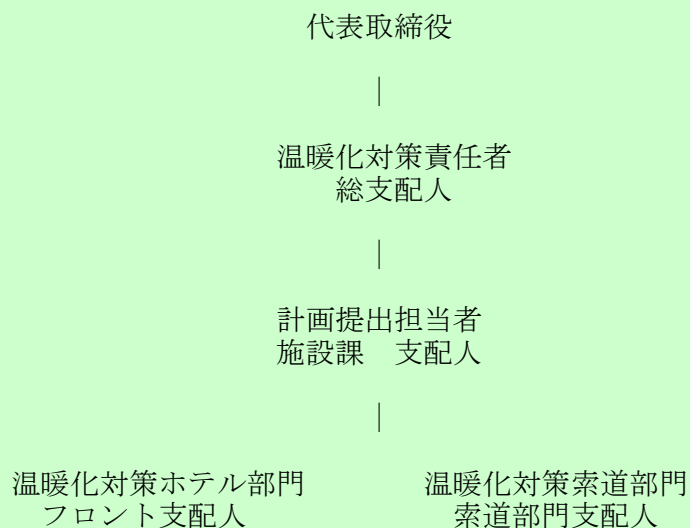 代表取締役
｜
温暖化対策責任者
総支配人
｜
計画提出担当者
施設課　支配人
｜
温暖化対策ホテル部門　温暖化対策索道部門
フロント支配人　索道部門支配人